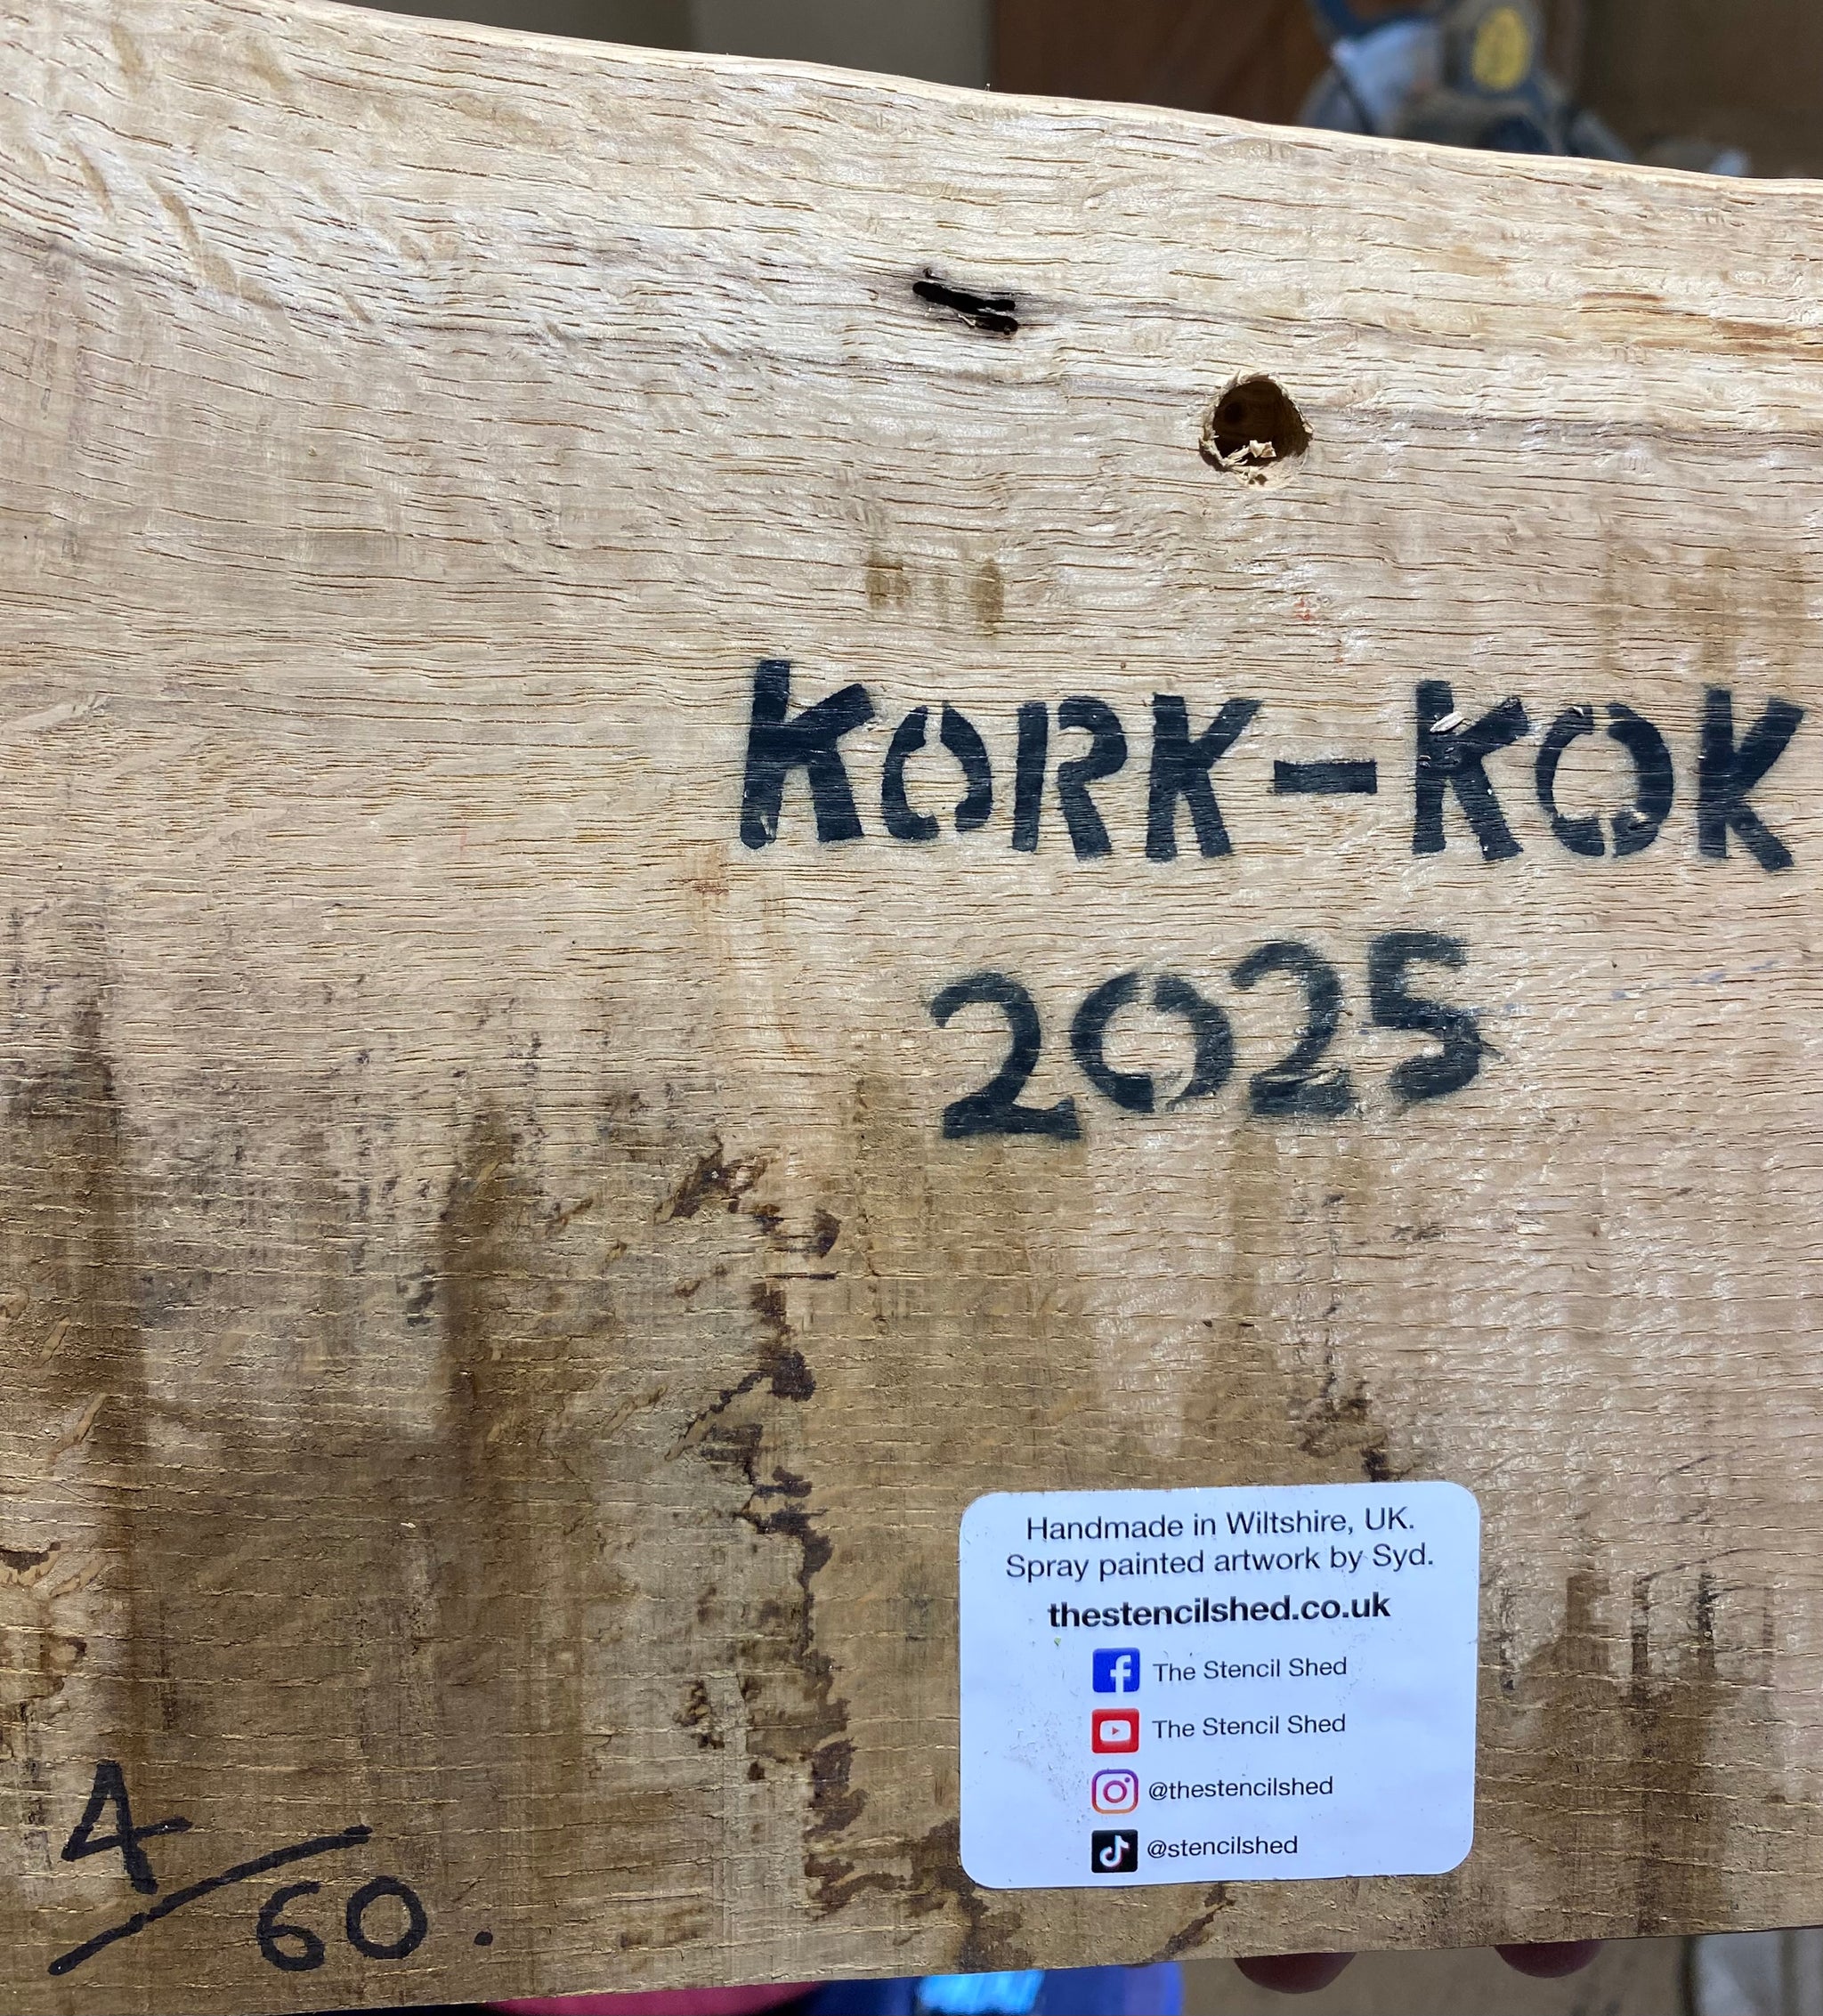 KORK-KOK
2025
Handmade in Wiltshire, UK.
Spray painted artwork by Syd.
thestencilshed.co.uk
The Stencil Shed
The Stencil Shed
@thestencilshed
@stencilshed
4/60.